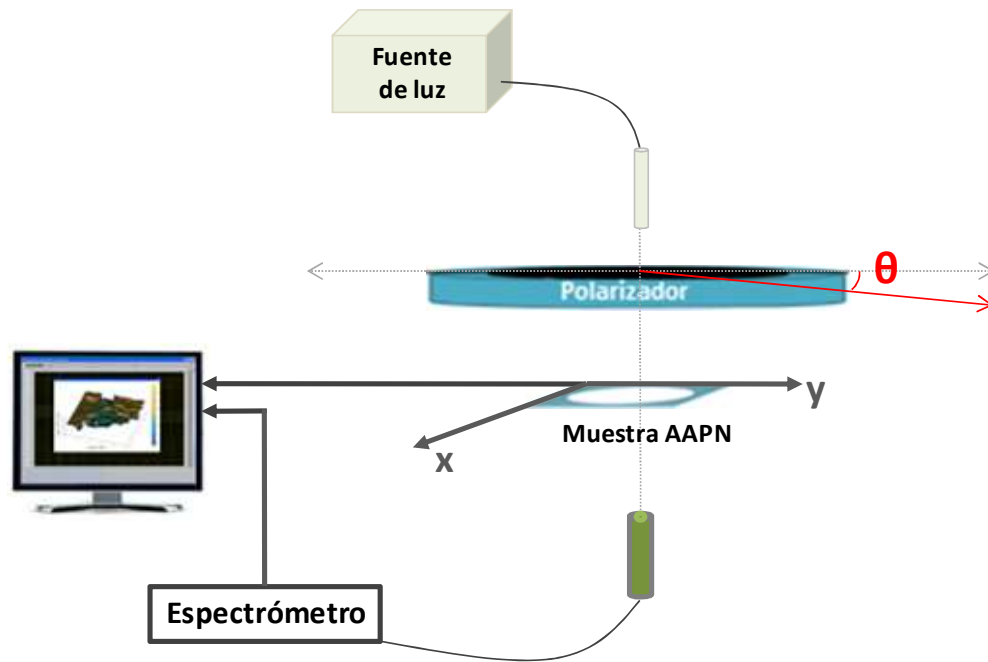 Fuente
de luz
θ
Polarizador
y
Muestra AAPN
x
Espectrómetro